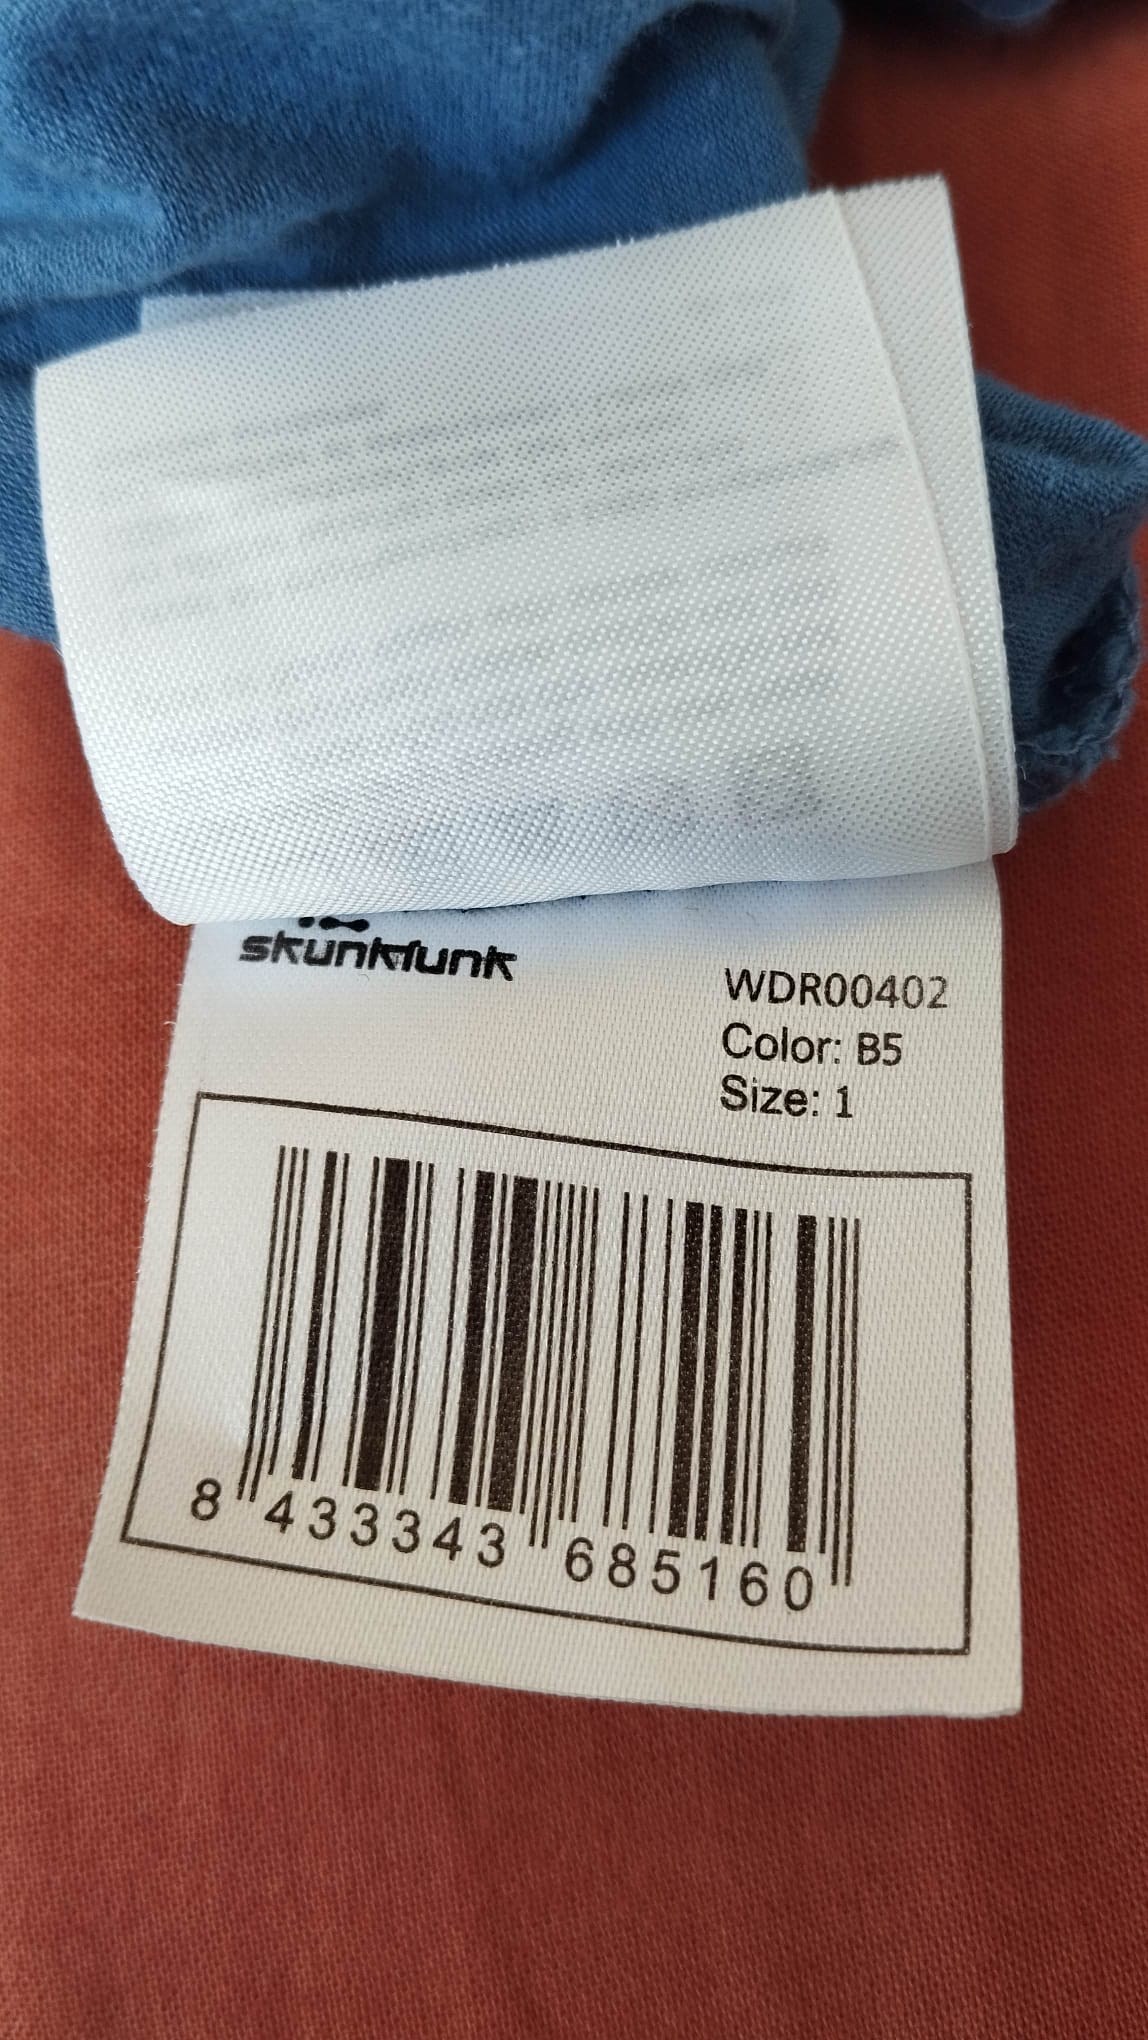 skunkfunk
WDR00402
Color: B5
Size: 1
8 433343 685160